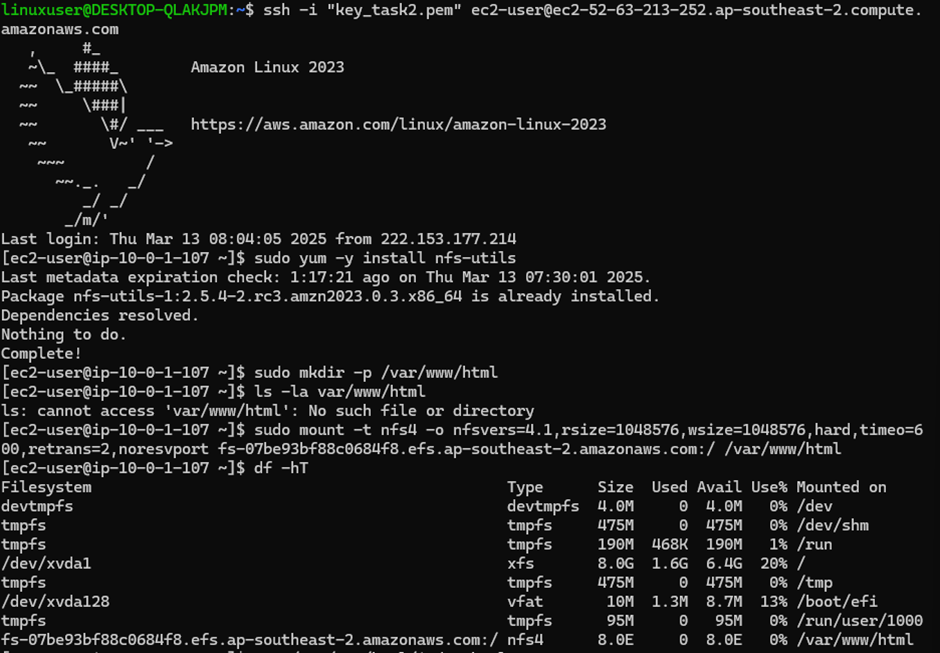 linuxuser@DESKTOP-QLAKJPM:~$ ssh -i "key_task2.pem" ec2-user@ec2-52-63-213-252.ap-southeast-2.compute.
amazonaws.com
   ,     #_
   ~\_  ####_        Amazon Linux 2023
  ~~  \_#####\
  ~~     \###|
  ~~       \#/ ___   https://aws.amazon.com/linux/amazon-linux-2023
   ~~       V~' '->
    ~~~         /
      ~~._.   _/
         _/ _/
       _/m/'
Last login: Thu Mar 13 08:04:05 2025 from 222.153.177.214
[ec2-user@ip-10-0-1-107 ~]$ sudo yum -y install nfs-utils
Last metadata expiration check: 1:17:21 ago on Thu Mar 13 07:30:01 2025.
Package nfs-utils-1:2.5.4-2.rc3.amzn2023.0.3.x86_64 is already installed.
Dependencies resolved.
Nothing to do.
Complete!
[ec2-user@ip-10-0-1-107 ~]$ sudo mkdir -p /var/www/html
[ec2-user@ip-10-0-1-107 ~]$ ls -la var/www/html
ls: cannot access 'var/www/html': No such file or directory
[ec2-user@ip-10-0-1-107 ~]$ sudo mount -t nfs4 -o nfsvers=4.1,rsize=1048576,wsize=1048576,hard,timeo=6
00,retrans=2,noresvport fs-07be93bf88c0684f8.efs.ap-southeast-2.amazonaws.com:/ /var/www/html
[ec2-user@ip-10-0-1-107 ~]$ df -hT
Filesystem                                              Type      Size  Used Avail Use% Mounted on
devtmpfs                                                devtmpfs  4.0M     0  4.0M   0% /dev
tmpfs                                                   tmpfs     475M     0  475M   0% /dev/shm
tmpfs                                                   tmpfs     190M  468K  190M   1% /run
/dev/xvda1                                              xfs       8.0G  1.6G  6.4G  20% /
tmpfs                                                   tmpfs     475M     0  475M   0% /tmp
/dev/xvda128                                            vfat       10M  1.3M  8.7M  13% /boot/efi
tmpfs                                                   tmpfs      95M     0   95M   0% /run/user/1000
fs-07be93bf88c0684f8.efs.ap-southeast-2.amazonaws.com:/ nfs4      8.0E     0  8.0E   0% /var/www/html